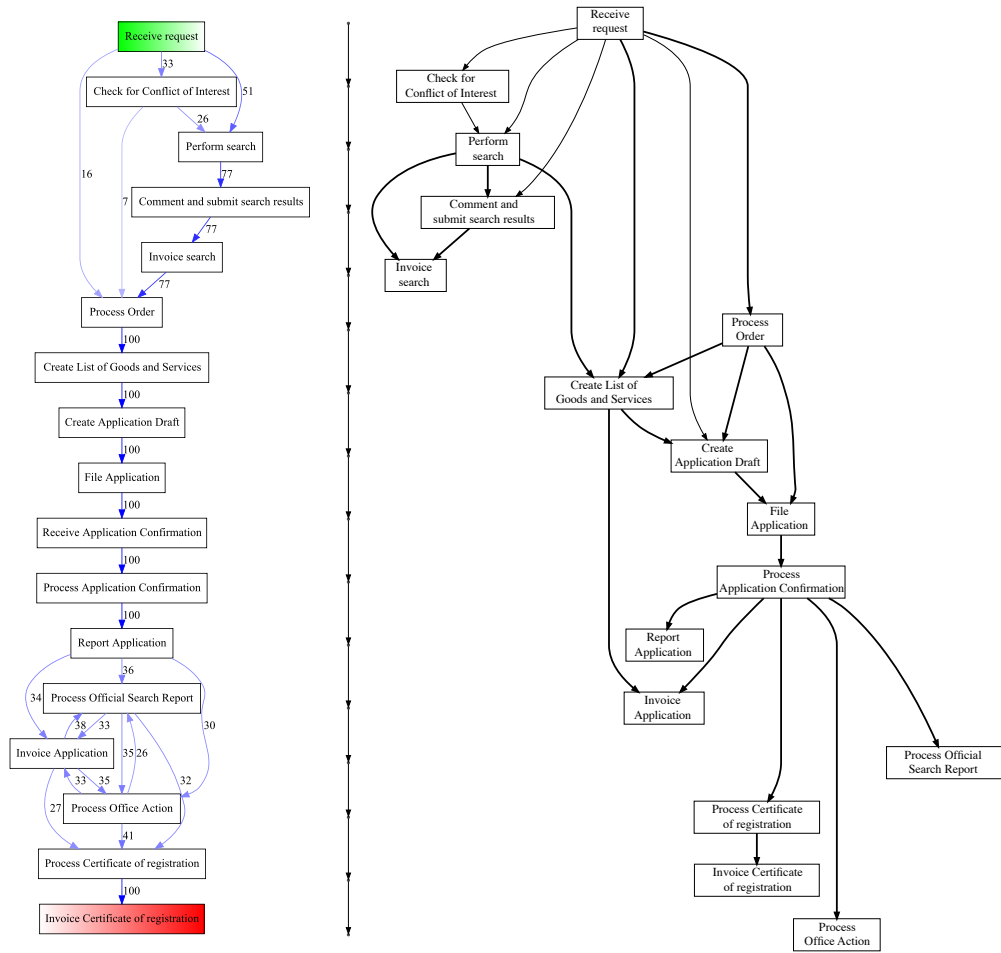 Receive request
33
Check for Conflict of Interest
51
26
Perform search
16
77
7
Comment and submit search results
77
Invoice search
77
Process Order
100
Create List of Goods and Services
100
Create Application Draft
100
File Application
100
Receive Application Confirmation
100
Process Application Confirmation
100
Report Application
36
34
Process Official Search Report
38
33
35
26
30
Invoice Application
33
35
32
27
Process Office Action
41
Process Certificate of registration
100
Invoice Certificate of registration
Receive
request
Check for
Conflict of Interest
Perform
search
Comment and
submit search results
Invoice
search
Process
Order
Create List of
Goods and Services
Create
Application Draft
File
Application
Process
Application Confirmation
Report
Application
Invoice
Application
Process Official
Search Report
Process Certificate
of registration
Invoice Certificate
of registration
Process
Office Action